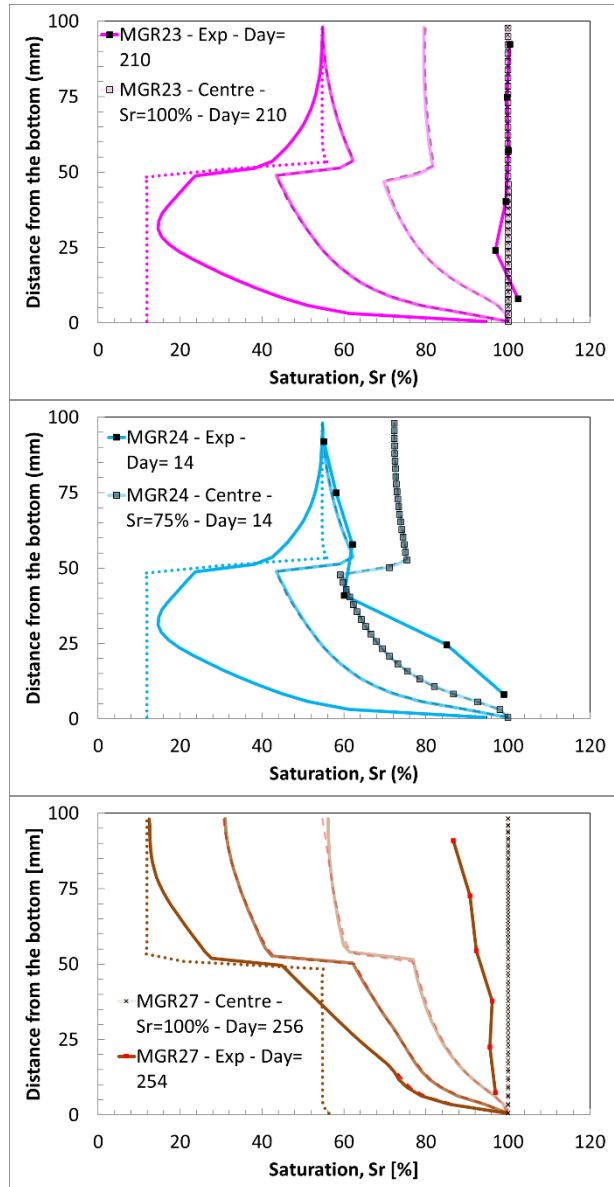 100
75
50
25
0
Distance from the bottom (mm)
MGR23 - Exp - Day=
210
MGR23 - Centre -
Sr=100% - Day= 210
0 20 40 60 80 100 120
Saturation, Sr (%)
100
75
50
25
0
Distance from the bottom (mm)
MGR24 - Exp -
Day= 14
MGR24 - Centre -
Sr=75% - Day= 14
0 20 40 60 80 100 120
Saturation, Sr (%)
100
75
50
25
0
Distance from the bottom [mm]
MGR27 - Centre -
Sr=100% - Day= 256
MGR27 - Exp - Day=
254
0 20 40 60 80 100 120
Saturation, Sr [%]